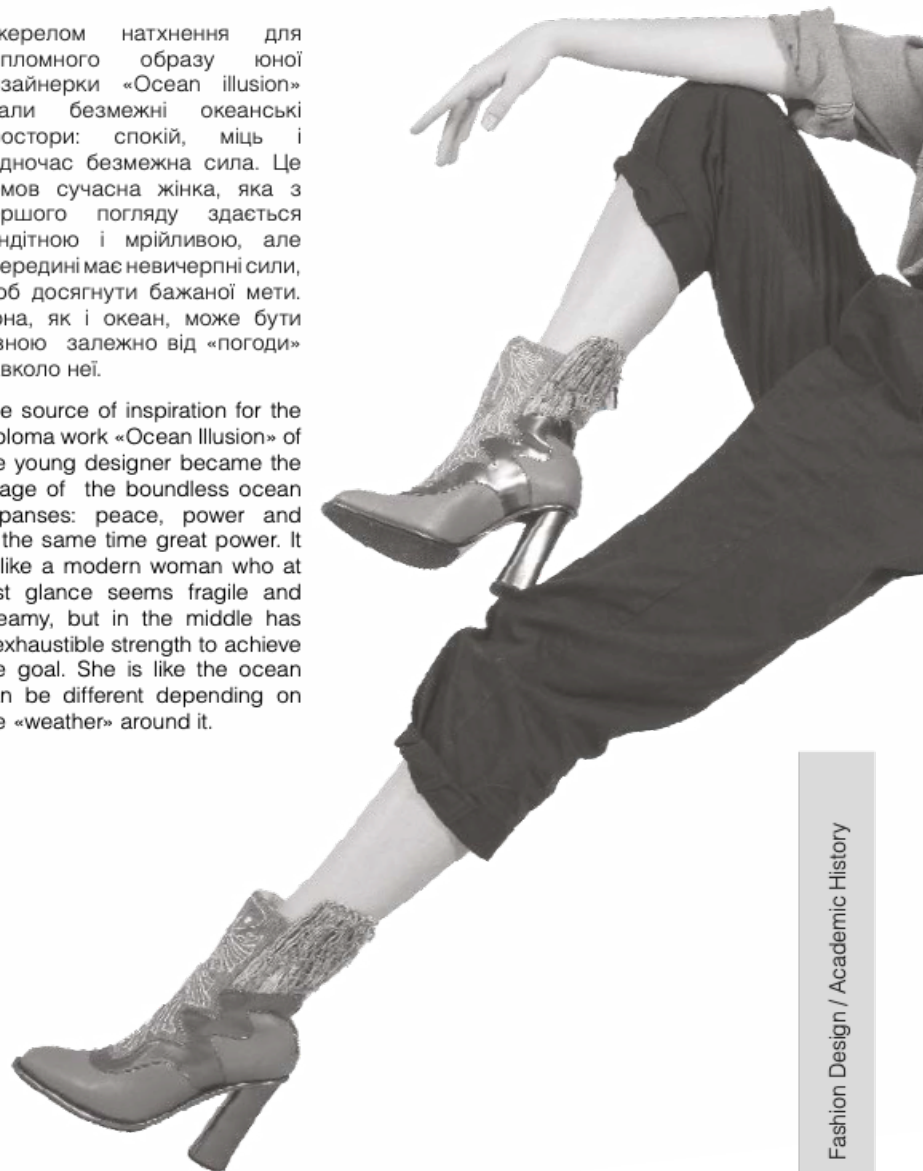 жерелом натхнення для
пломного образу юної
зайнерки «Ocean illusion»
али безмежні океанські
остори: спокій, міць і
дночас безмежна сила. Це
мов сучасна жінка, яка з
ршого погляду здається
ндітною і мрійливою, але
ередині має невичерпні сили,
об досягнути бажаної мети.
она, як і океан, може бути
зною залежно від «погоди»
вколо неї.
e source of inspiration for the
ploma work «Ocean Illusion» of
e young designer became the
age of the boundless ocean
panses: peace, power and
the same time great power. It
like a modern woman who at
st glance seems fragile and
eamy, but in the middle has
exhaustible strength to achieve
e goal. She is like the ocean
n be different depending on
e «weather» around it.
Fashion Design / Academic History